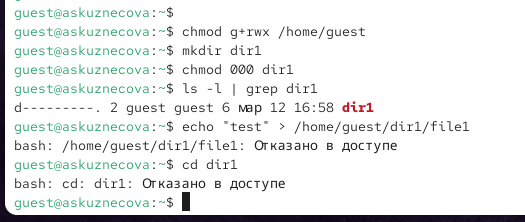 guest@askuznecova:~$
guest@askuznecova:~$ chmod g+rwx /home/guest
guest@askuznecova:~$ mkdir dir1
guest@askuznecova:~$ chmod 000 dir1
guest@askuznecova:~$ ls -l | grep dir1
d---------. 2 guest guest 6 мар 12 16:58 dir1
guest@askuznecova:~$ echo "test" > /home/guest/dir1/file1
bash: /home/guest/dir1/file1: Отказано в доступе
guest@askuznecova:~$ cd dir1
bash: cd: dir1: Отказано в доступе
guest@askuznecova:~$